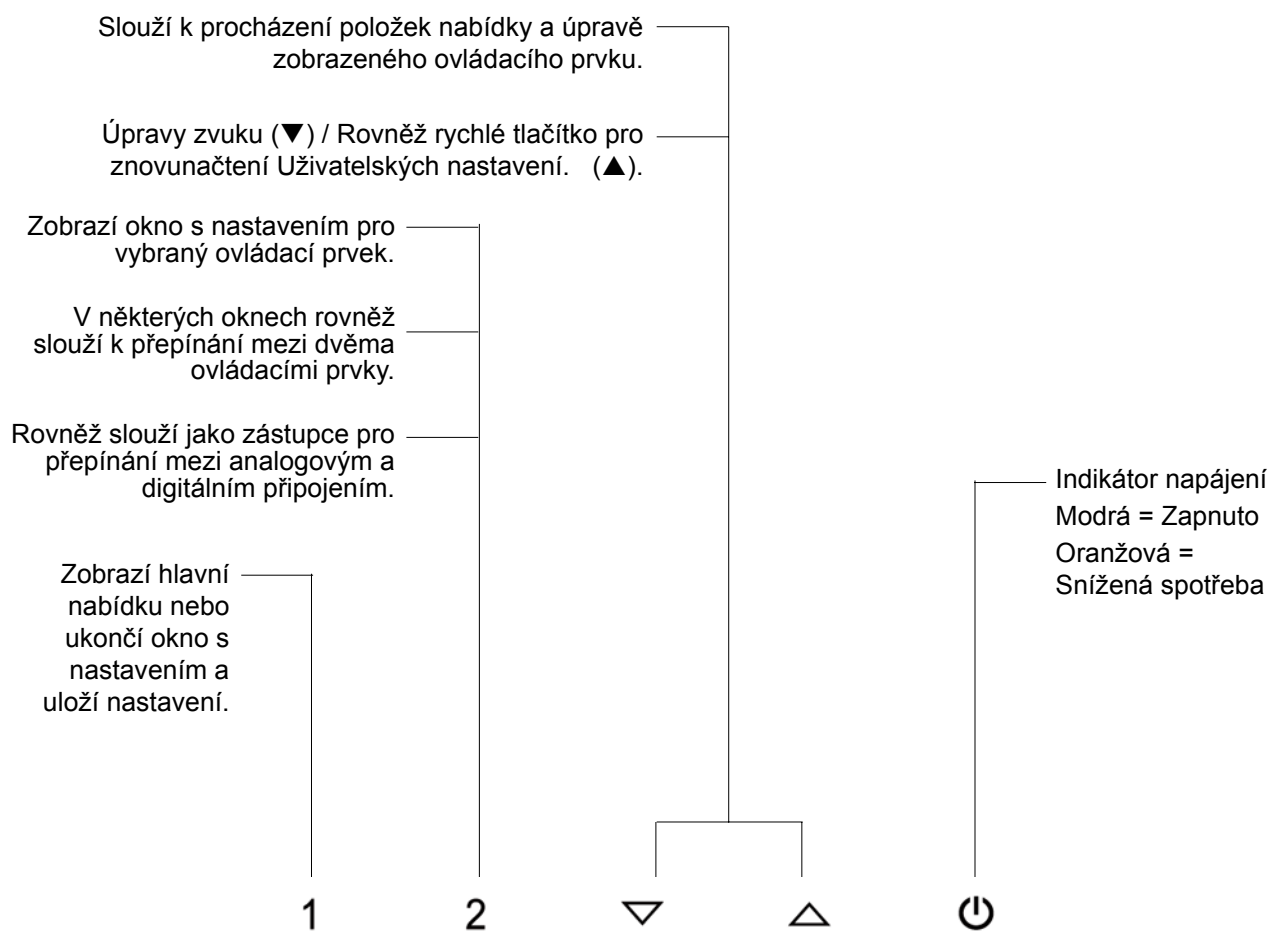 Slouží k procházení položek nabídky a úpravě
zobrazeného ovládacího prvku.
Úpravy zvuku (▼) / Rovněž rychlé tlačítko pro
znovunačtení Uživatelských nastavení. (▲).
Zobrazí okno s nastavením pro
vybraný ovládací prvek.
V některých oknech rovněž
slouží k přepínání mezi dvěma
ovládacími prvky.
Rovněž slouží jako zástupce pro
přepínání mezi analogovým a
digitálním připojením.
Zobrazí hlavní
nabídku nebo
ukončí okno s
nastavením a
uloží nastavení.
Indikátor napájení
Modrá = Zapnuto
Oranžová =
Snížená spotřeba
1 2 ▽ △ ⏻